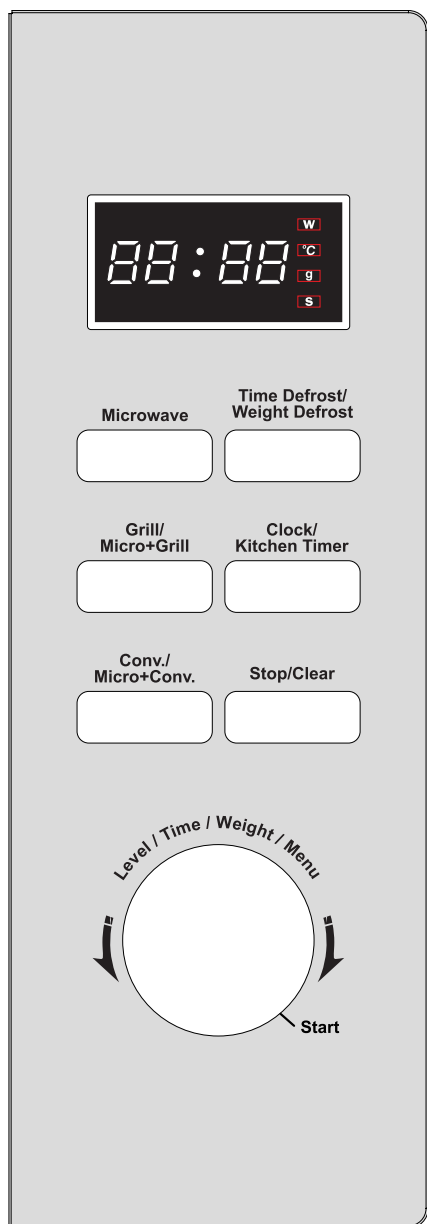 88:88
W
°C
g
s
Microwave
Time Defrost/
Weight Defrost
Grill/
Micro+Grill
Clock/
Kitchen Timer
Conv./
Micro+Conv.
Stop/Clear
Level / Time / Weight / Menu
Start